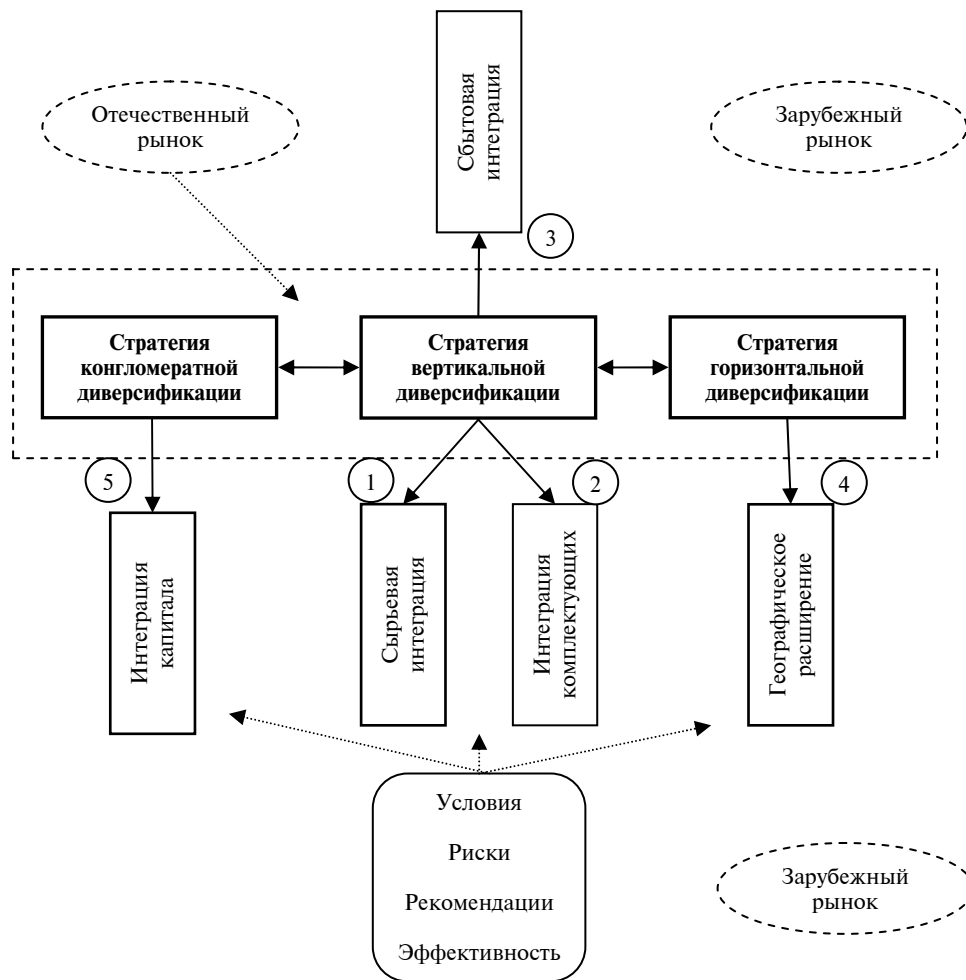 Сбытовая
интеграция
Отечественный
рынок
Зарубежный
рынок
3
Стратегия
конгломератной
диверсификации
Стратегия
вертикальной
диверсификации
Стратегия
горизонтальной
диверсификации
5
1
2
4
Интеграция
капитала
Сырьевая
интеграция
Интеграция
комплектующих
Географическое
расширение
Условия
Риски
Рекомендации
Эффективность
Зарубежный
рынок